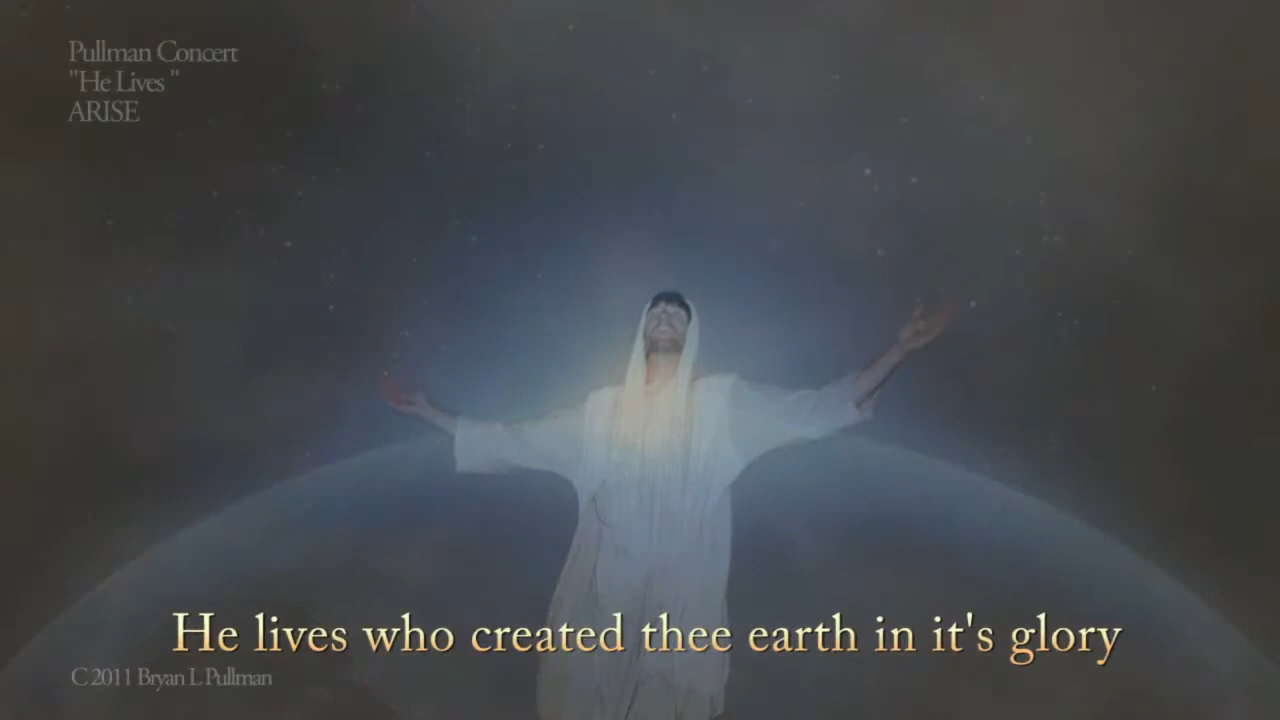 Pullman Concert
"He Lives "
ARISE
He lives who created thee earth in it's glory
C 2011 Bryan L Pullman